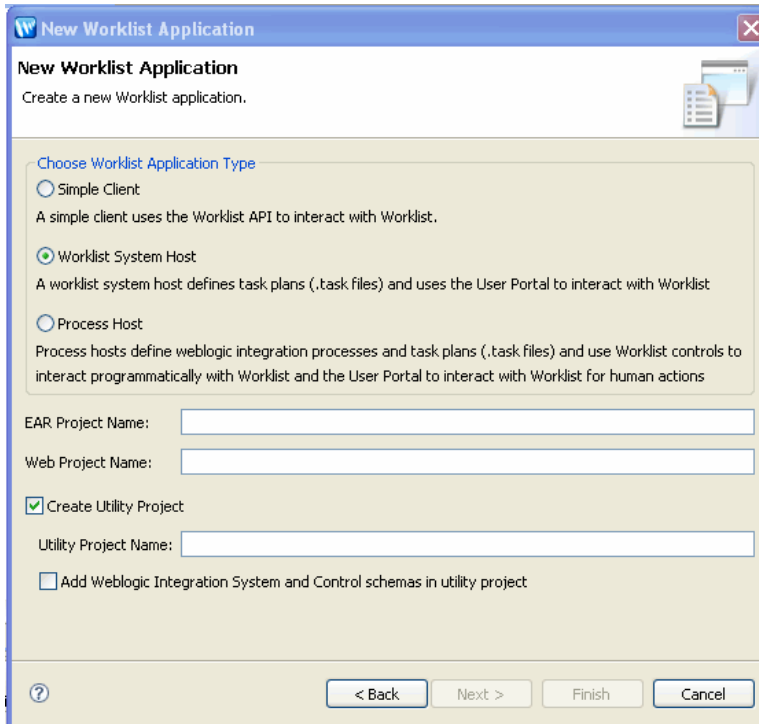 New Worklist Application
New Worklist Application
Create a new Worklist application.
Choose Worklist Application Type
Simple Client
A simple client uses the Worklist API to interact with Worklist.
Worklist System Host
A worklist system host defines task plans (.task files) and uses the User Portal to interact with Worklist
Process Host
Process hosts define weblogic integration processes and task plans (.task files) and use Worklist controls to
interact programmatically with Worklist and the User Portal to interact with Worklist for human actions
EAR Project Name:
Web Project Name:
Create Utility Project
Utility Project Name:
Add Weblogic Integration System and Control schemas in utility project
< Back Next > Finish Cancel